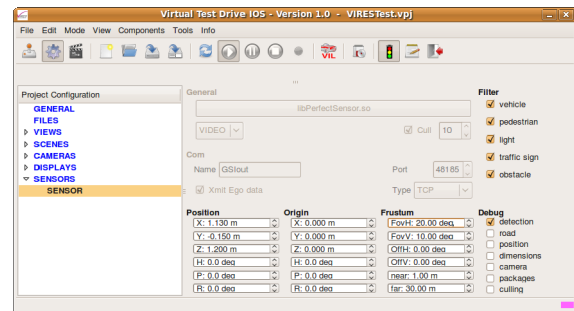 Virtual Test Drive IOS - Version 1.0 - VIRESTest.vpj
File Edit Mode View Components Tools Info
VIL
Project Configuration
GENERAL
FILES
VIEWS
SCENES
CAMERAS
DISPLAYS
SENSORS
SENSOR
General
libPerfectSensor.so
VIDEO
Cull 10
Com
Name GSIout Port 48185
Xmit Ego data Type TCP
Filter
vehicle
pedestrian
light
traffic sign
obstacle
Position Origin Frustum Debug
X: 1.130 m X: 0.000 m FovH: 20.00 deg detection
Y: -0.150 m Y: 0.000 m FovV: 10.00 deg road
Z: 1.200 m Z: 0.000 m OffH: 0.00 deg position
H: 0.0 deg H: 0.0 deg OffV: 0.00 deg dimensions
P: 0.0 deg P: 0.0 deg near: 1.00 m camera
R: 0.0 deg R: 0.0 deg far: 30.00 m packages
culling